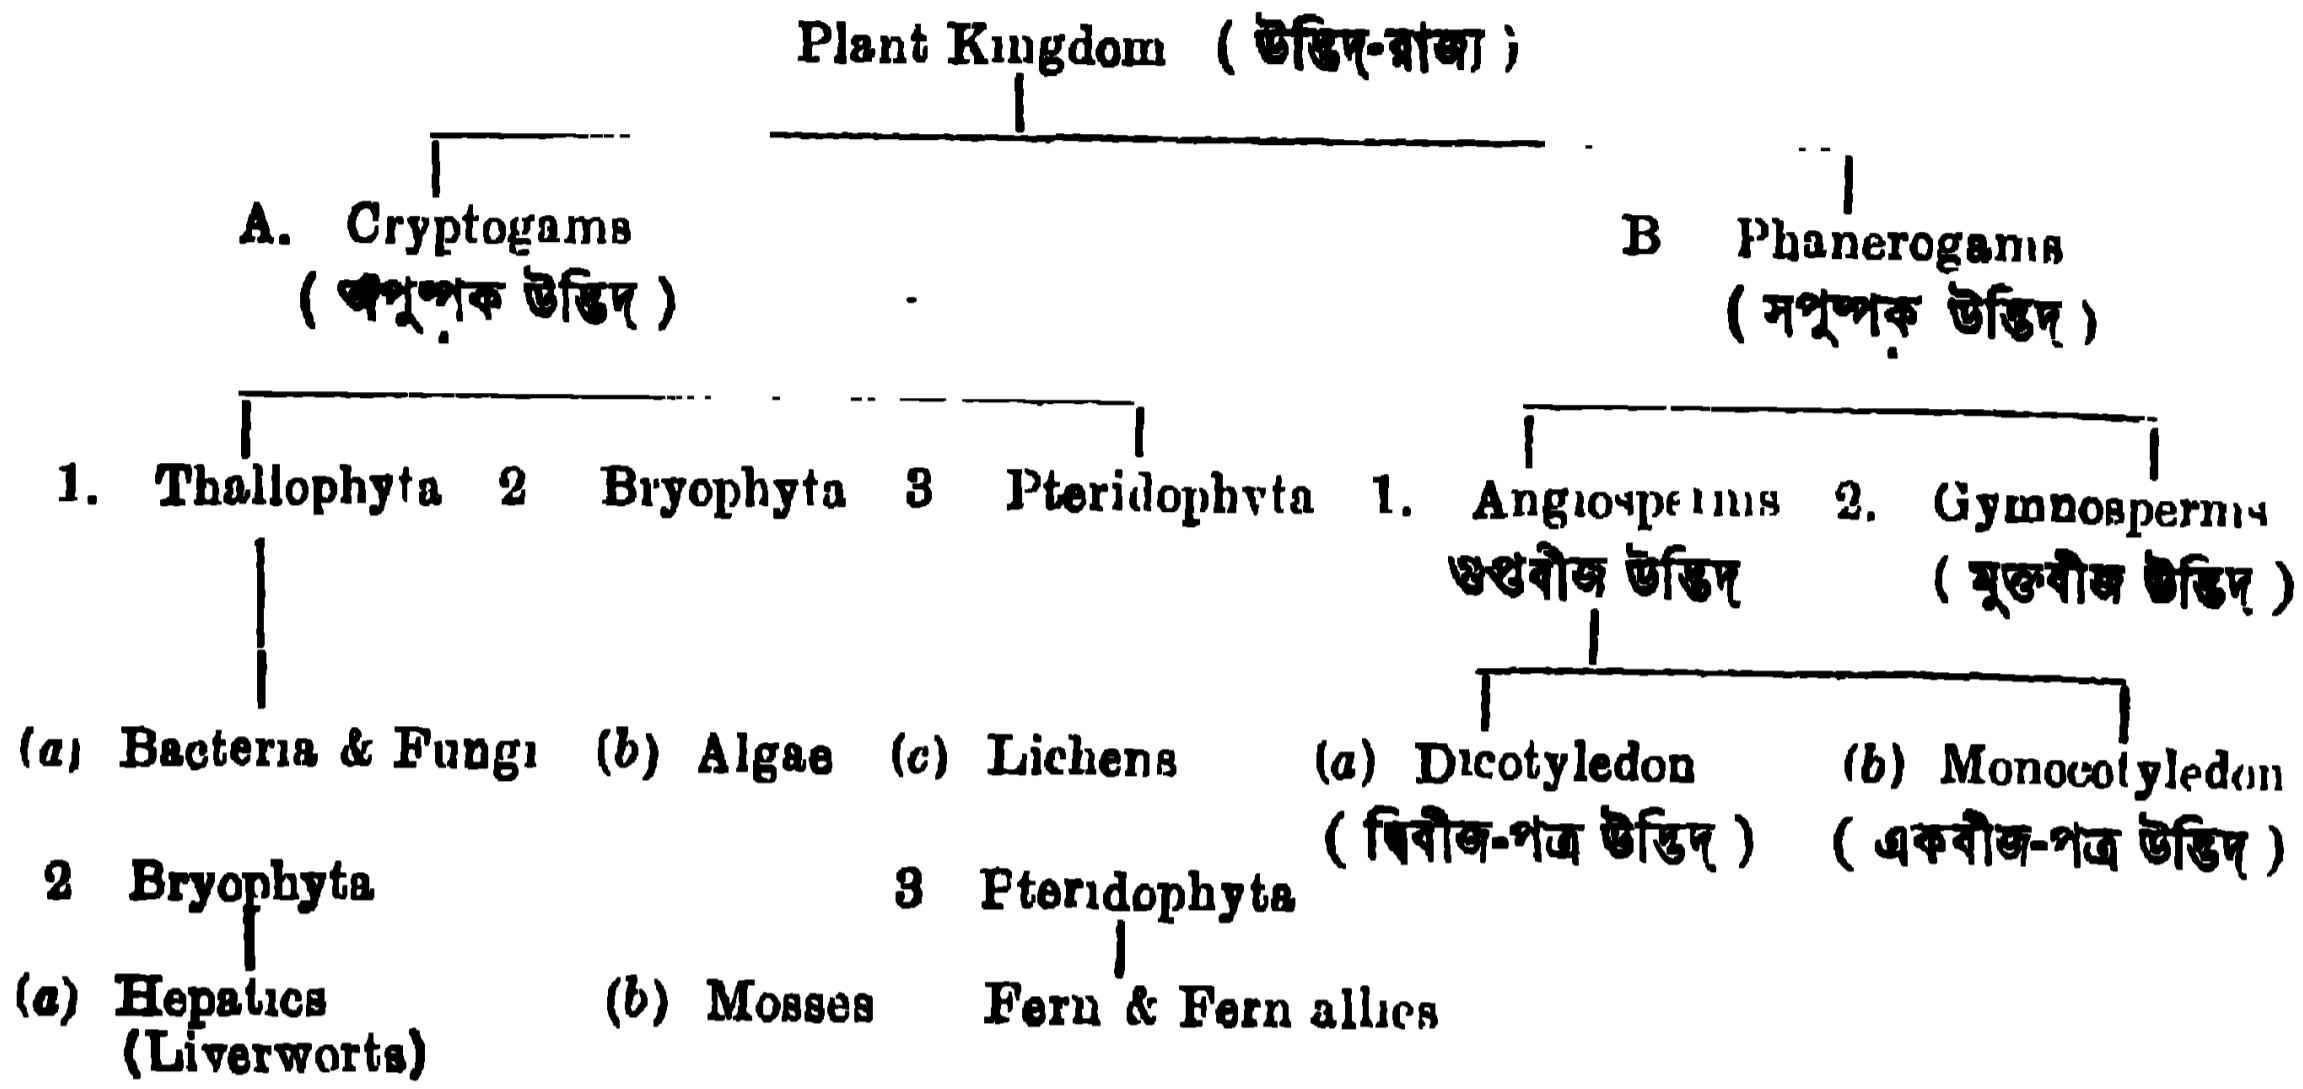 Plant Kingdom ( উদ্ভিদ্-রাজ্য )
A. Cryptogams
( অপুষ্পক উদ্ভিদ্ )
B Phanerogams
( সপুষ্পক উদ্ভিদ্ )
1. Thallophyta 2 Bryophyta 3 Pteridophyta 1. Angiosperms 2. Gymnosperms
গুপ্তবীজ উদ্ভিদ্ ( মুক্তবীজ উদ্ভিদ্ )
(a) Bacteria & Fungi (b) Algae (c) Lichens (a) Dicotyledon (b) Monocotyledon
( দ্বিবীজ-পত্র উদ্ভিদ্ ) ( একবীজ-পত্র উদ্ভিদ্ )
2 Bryophyta 3 Pteridophyta
(a) Hepatics (b) Mosses Fern & Fern allies
(Liverworts)